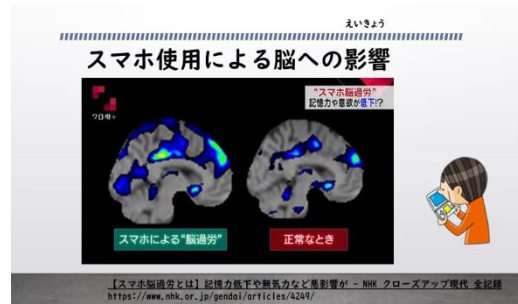 えいきょう
スマホ使用による脳への影響
クロ現+
“スマホ脳過労”
記憶力や意欲が低下!?
スマホによる“脳過労”
正常なとき
【スマホ脳過労とは】記憶力低下や無気力など悪影響が - NHK クローズアップ現代 全記録
https://www.nhk.or.jp/gendai/articles/4249/